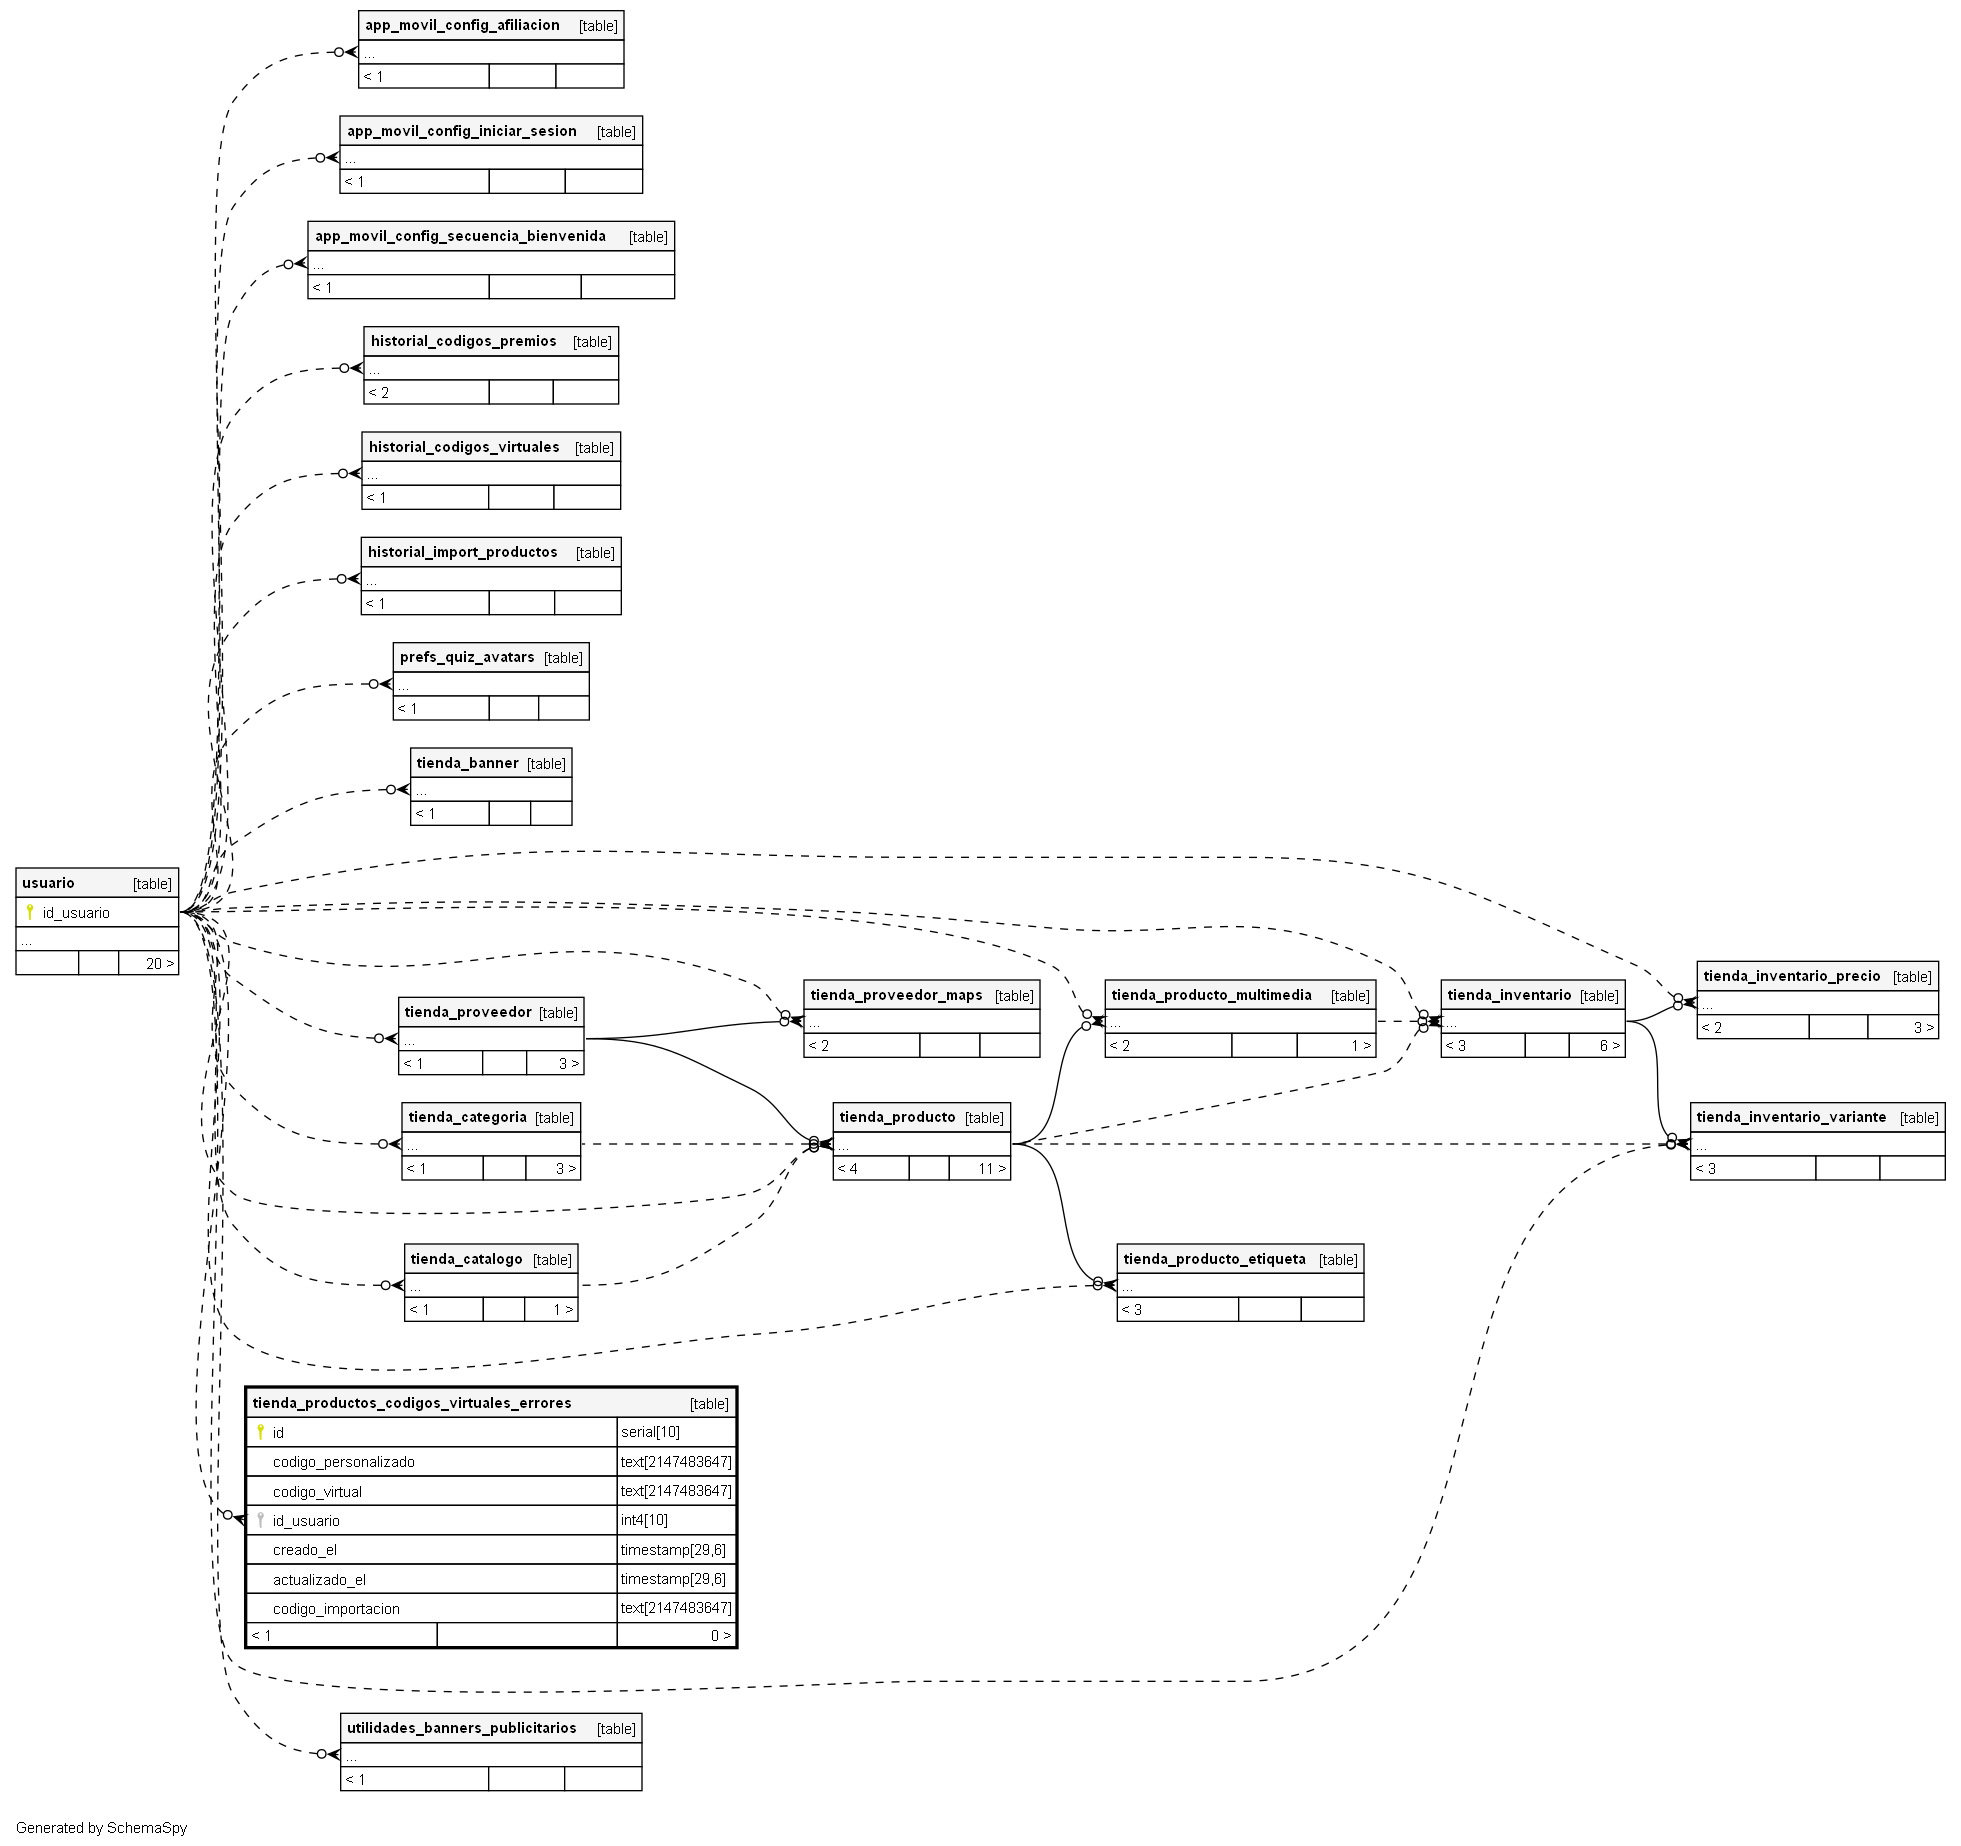 app_movil_config_afiliacion [table]
...
< 1
app_movil_config_iniciar_sesion [table]
...
< 1
app_movil_config_secuencia_bienvenida [table]
...
< 1
historial_codigos_premios [table]
...
< 2
historial_codigos_virtuales [table]
...
< 1
historial_import_productos [table]
...
< 1
prefs_quiz_avatars [table]
...
< 1
tienda_banner [table]
...
< 1
usuario [table]
id_usuario
...
20 >
tienda_proveedor [table]
...
< 1 3 >
tienda_proveedor_maps [table]
...
< 2
tienda_producto_multimedia [table]
...
< 2 1 >
tienda_inventario [table]
...
< 3 6 >
tienda_inventario_precio [table]
...
< 2 3 >
tienda_categoria [table]
...
< 1 3 >
tienda_producto [table]
...
< 4 11 >
tienda_inventario_variante [table]
...
< 3
tienda_catalogo [table]
...
< 1 1 >
tienda_producto_etiqueta [table]
...
< 3
tienda_productos_codigos_virtuales_errores [table]
id serial[10]
codigo_personalizado text[2147483647]
codigo_virtual text[2147483647]
id_usuario int4[10]
creado_el timestamp[29,6]
actualizado_el timestamp[29,6]
codigo_importacion text[2147483647]
< 1 0 >
utilidades_banners_publicitarios [table]
...
< 1
Generated by SchemaSpy